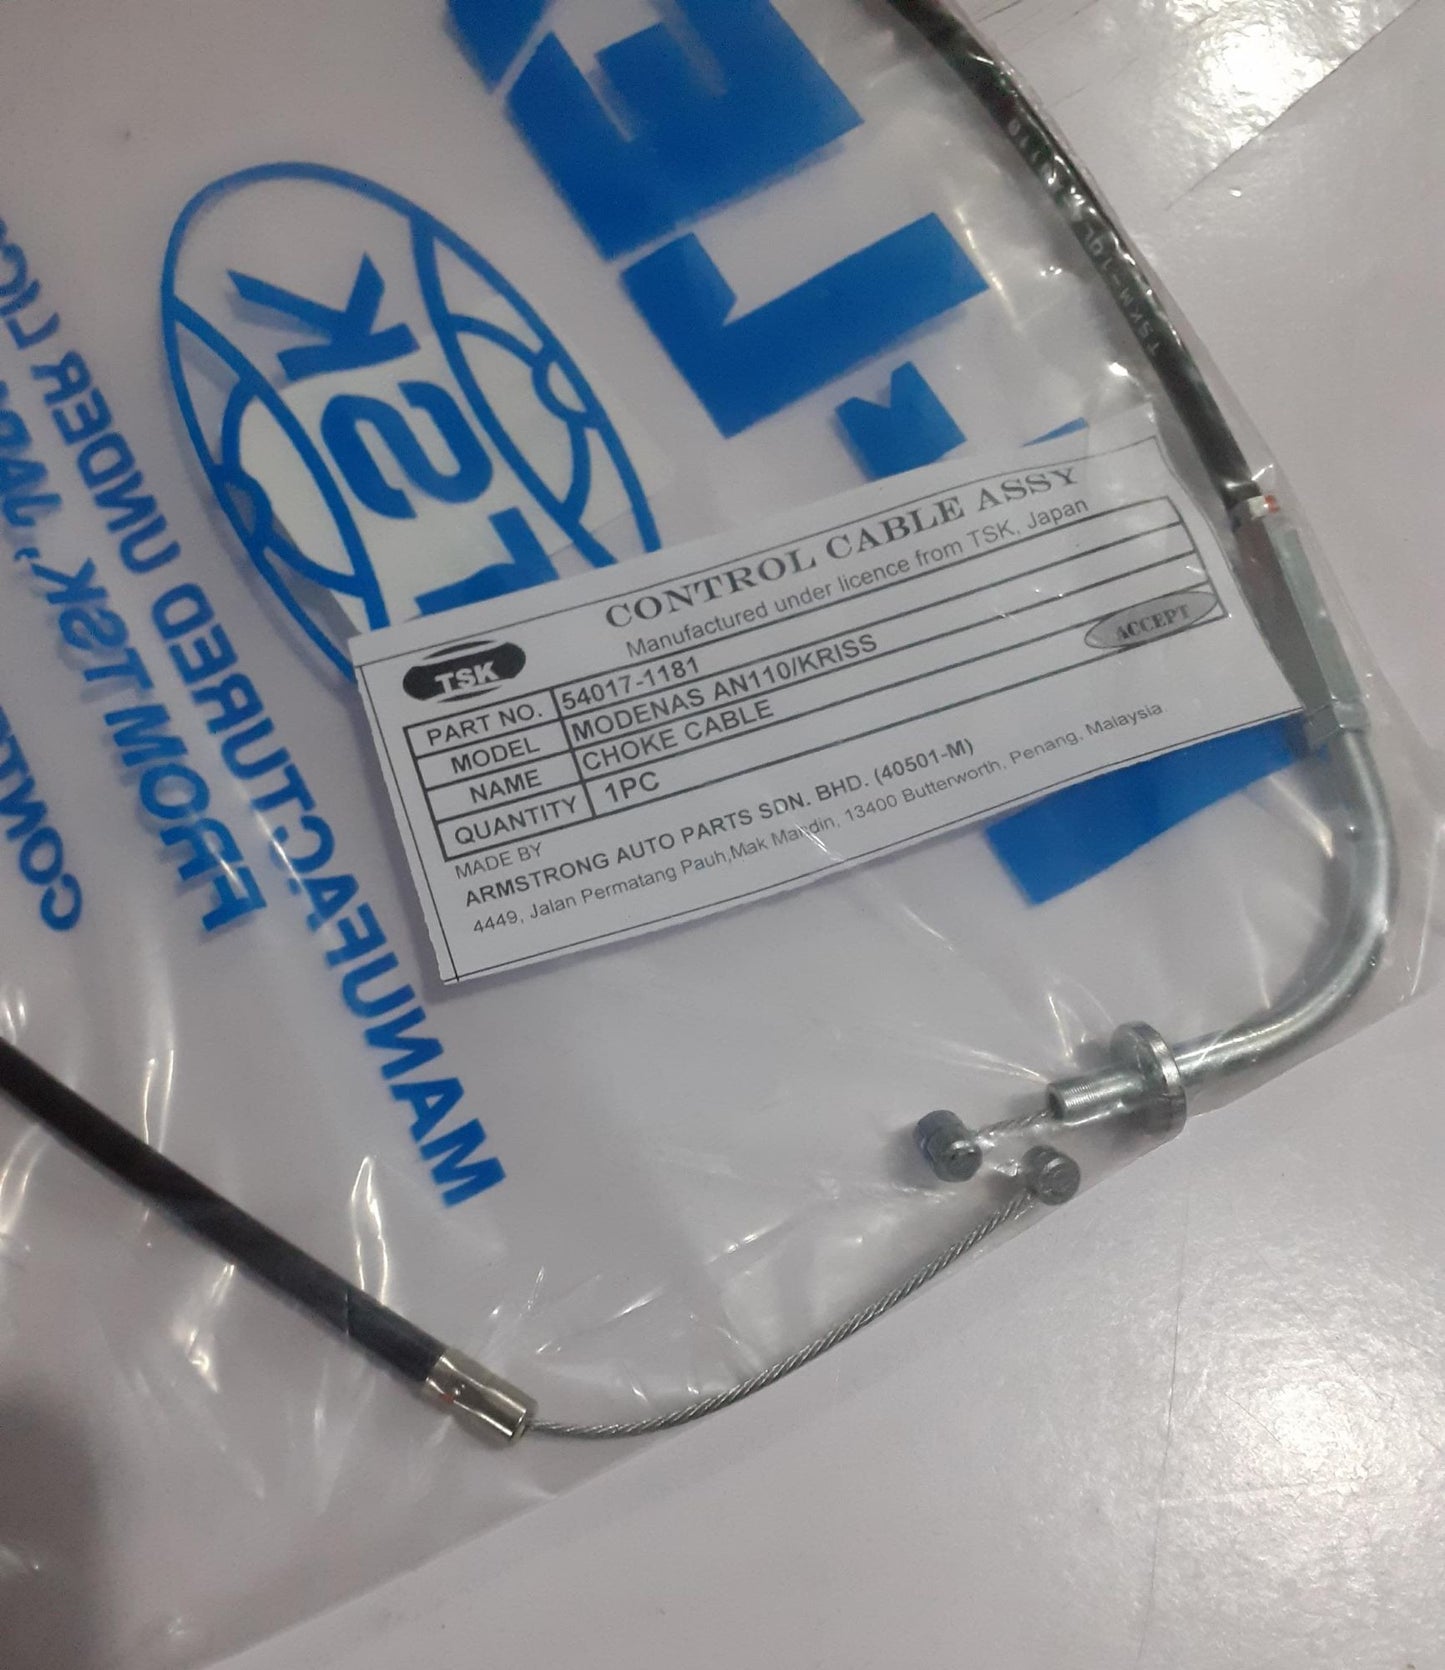 CONTROL CABLE ASSY
Manufactured under licence from TSK, Japan
TSK
PART NO. 54017-1181
MODEL MODENAS AN110/KRISS
NAME CHOKE CABLE
QUANTITY 1PC
ACCEPT
MADE BY
ARMSTRONG AUTO PARTS SDN. BHD. (40501-M)
4449, Jalan Permatang Pauh,Mak Mandin, 13400 Butterworth, Penang, Malaysia
TSK
MANUFACTURED UNDER
FROM TSK,
TSK M